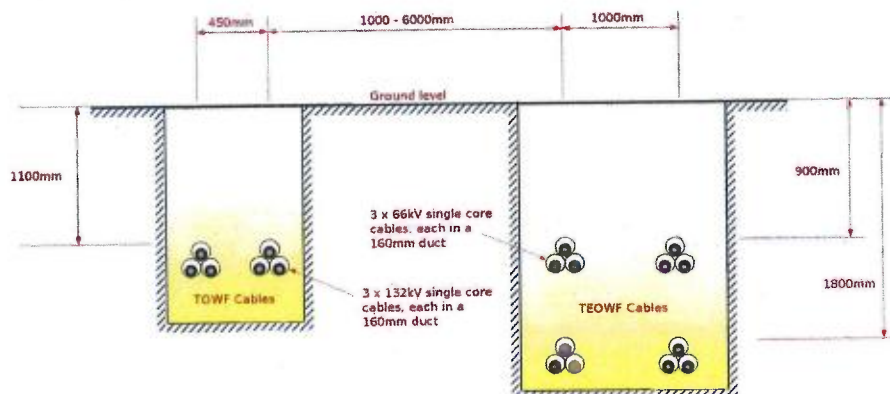 450mm
1000 - 6000mm
1000mm
Ground level
1100mm
900mm
3 x 66kV single core
cables, each in a
160mm duct
1800mm
TOWF Cables
3 x 132kV single core
cables, each in a
160mm duct
TEOWF Cables